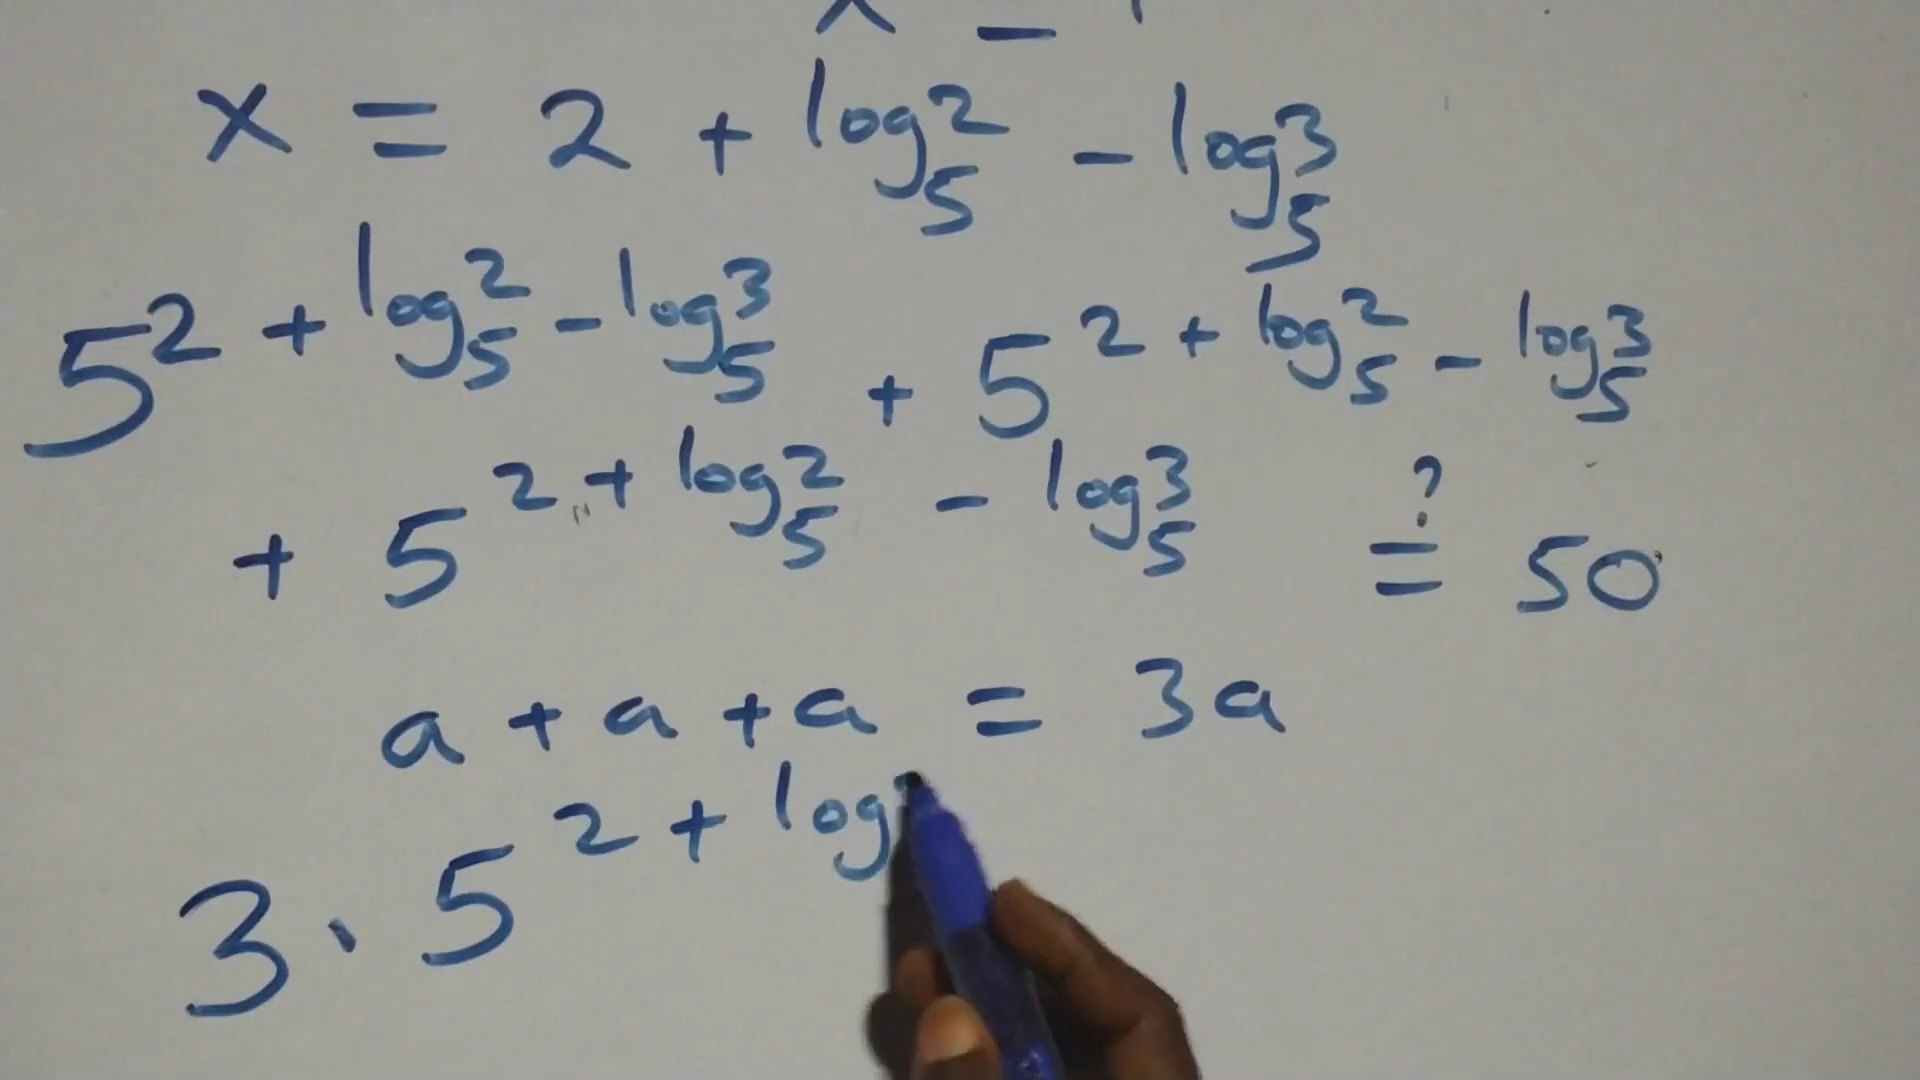 x = 2 + log₅2 - log₅3
5^(2 + log₅2 - log₅3) + 5^(2 + log₅2 - log₅3)
+ 5^(2 + log₅2 - log₅3) ?= 50
a + a + a = 3a
3 · 5^(2 + log